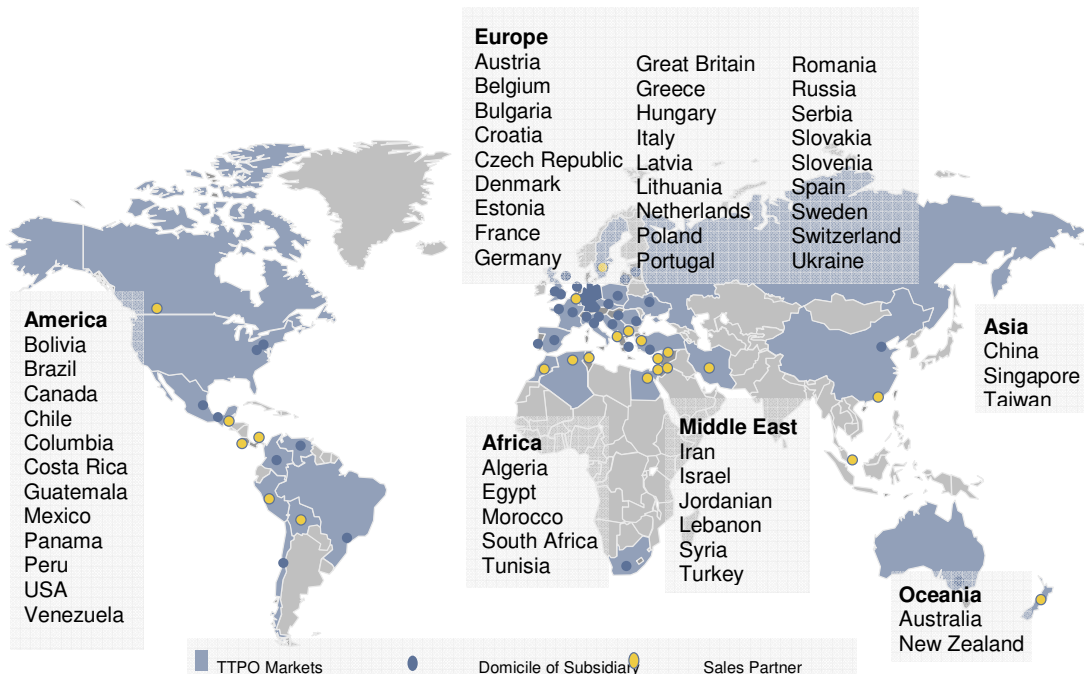 Europe
Austria
Belgium
Bulgaria
Croatia
Czech Republic
Denmark
Estonia
France
Germany
Great Britain
Greece
Hungary
Italy
Latvia
Lithuania
Netherlands
Poland
Portugal
Romania
Russia
Serbia
Slovakia
Slovenia
Spain
Sweden
Switzerland
Ukraine
America
Bolivia
Brazil
Canada
Chile
Columbia
Costa Rica
Guatemala
Mexico
Panama
Peru
USA
Venezuela
Africa
Algeria
Egypt
Morocco
South Africa
Tunisia
Middle East
Iran
Israel
Jordanian
Lebanon
Syria
Turkey
Asia
China
Singapore
Taiwan
Oceania
Australia
New Zealand
TTPO Markets
Domicile of Subsidiary
Sales Partner